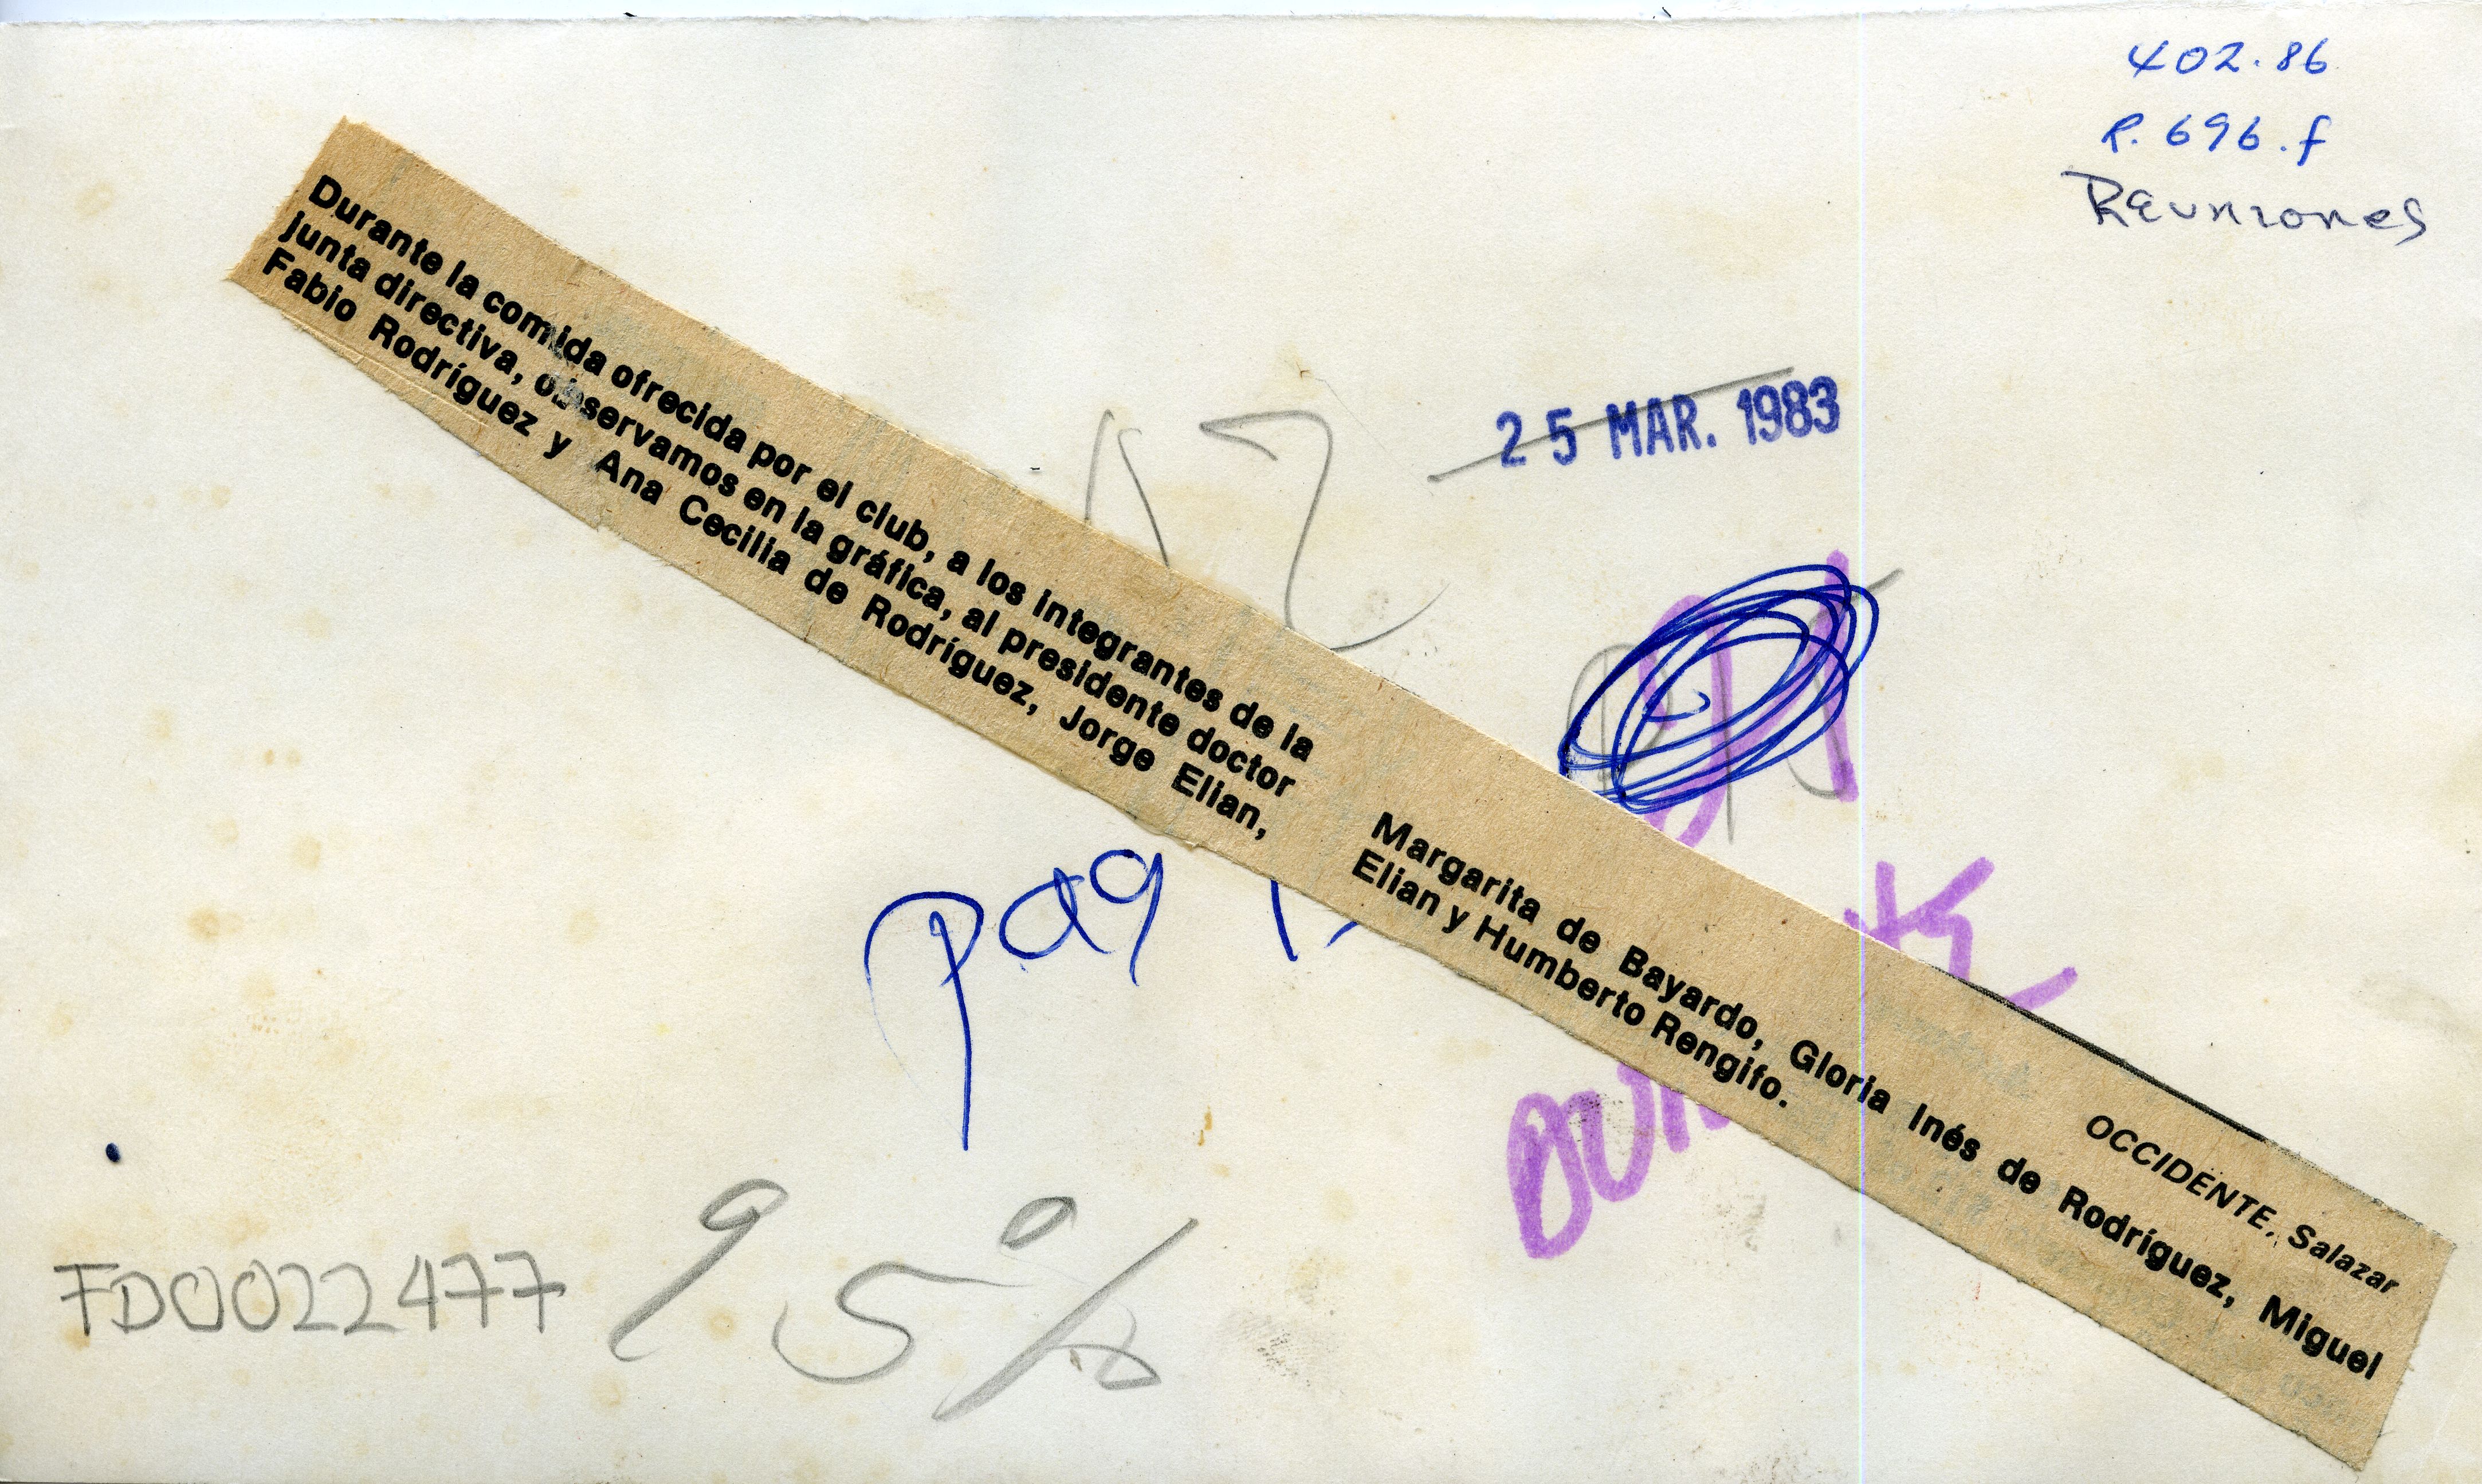 402.86
P. 696.f
Reuniones
25 MAR. 1983
Durante la comida ofrecida por el club, a los integrantes de la
junta directiva, observamos en la gráfica, al presidente doctor
Fabio Rodríguez y Ana Cecilia de Rodríguez, Jorge Elian,
OCCIDENTE, Salazar
Margarita de Bayardo, Gloria Inés de Rodríguez, Miguel
Elian y Humberto Rengifo.
pag
FD0022477
95%